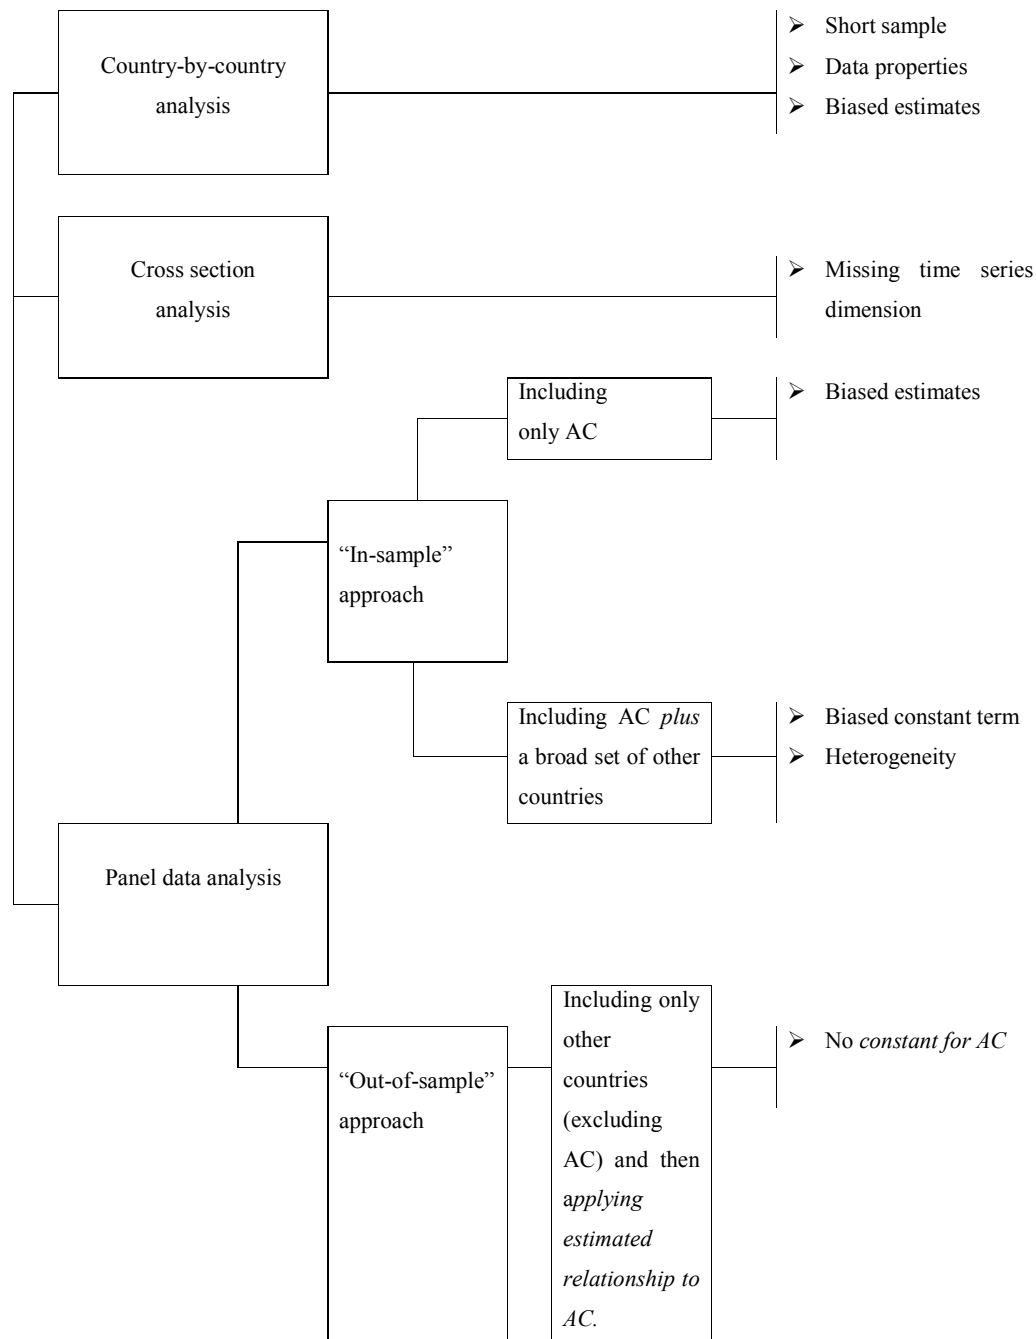 Country-by-country
analysis
➢ Short sample
➢ Data properties
➢ Biased estimates
Cross section
analysis
➢ Missing time series
dimension
Including
only AC
➢ Biased estimates
“In-sample”
approach
Including AC plus
a broad set of other
countries
➢ Biased constant term
➢ Heterogeneity
Panel data analysis
“Out-of-sample”
approach
Including only
other
countries
(excluding
AC) and then
applying
estimated
relationship to
AC.
➢ No constant for AC